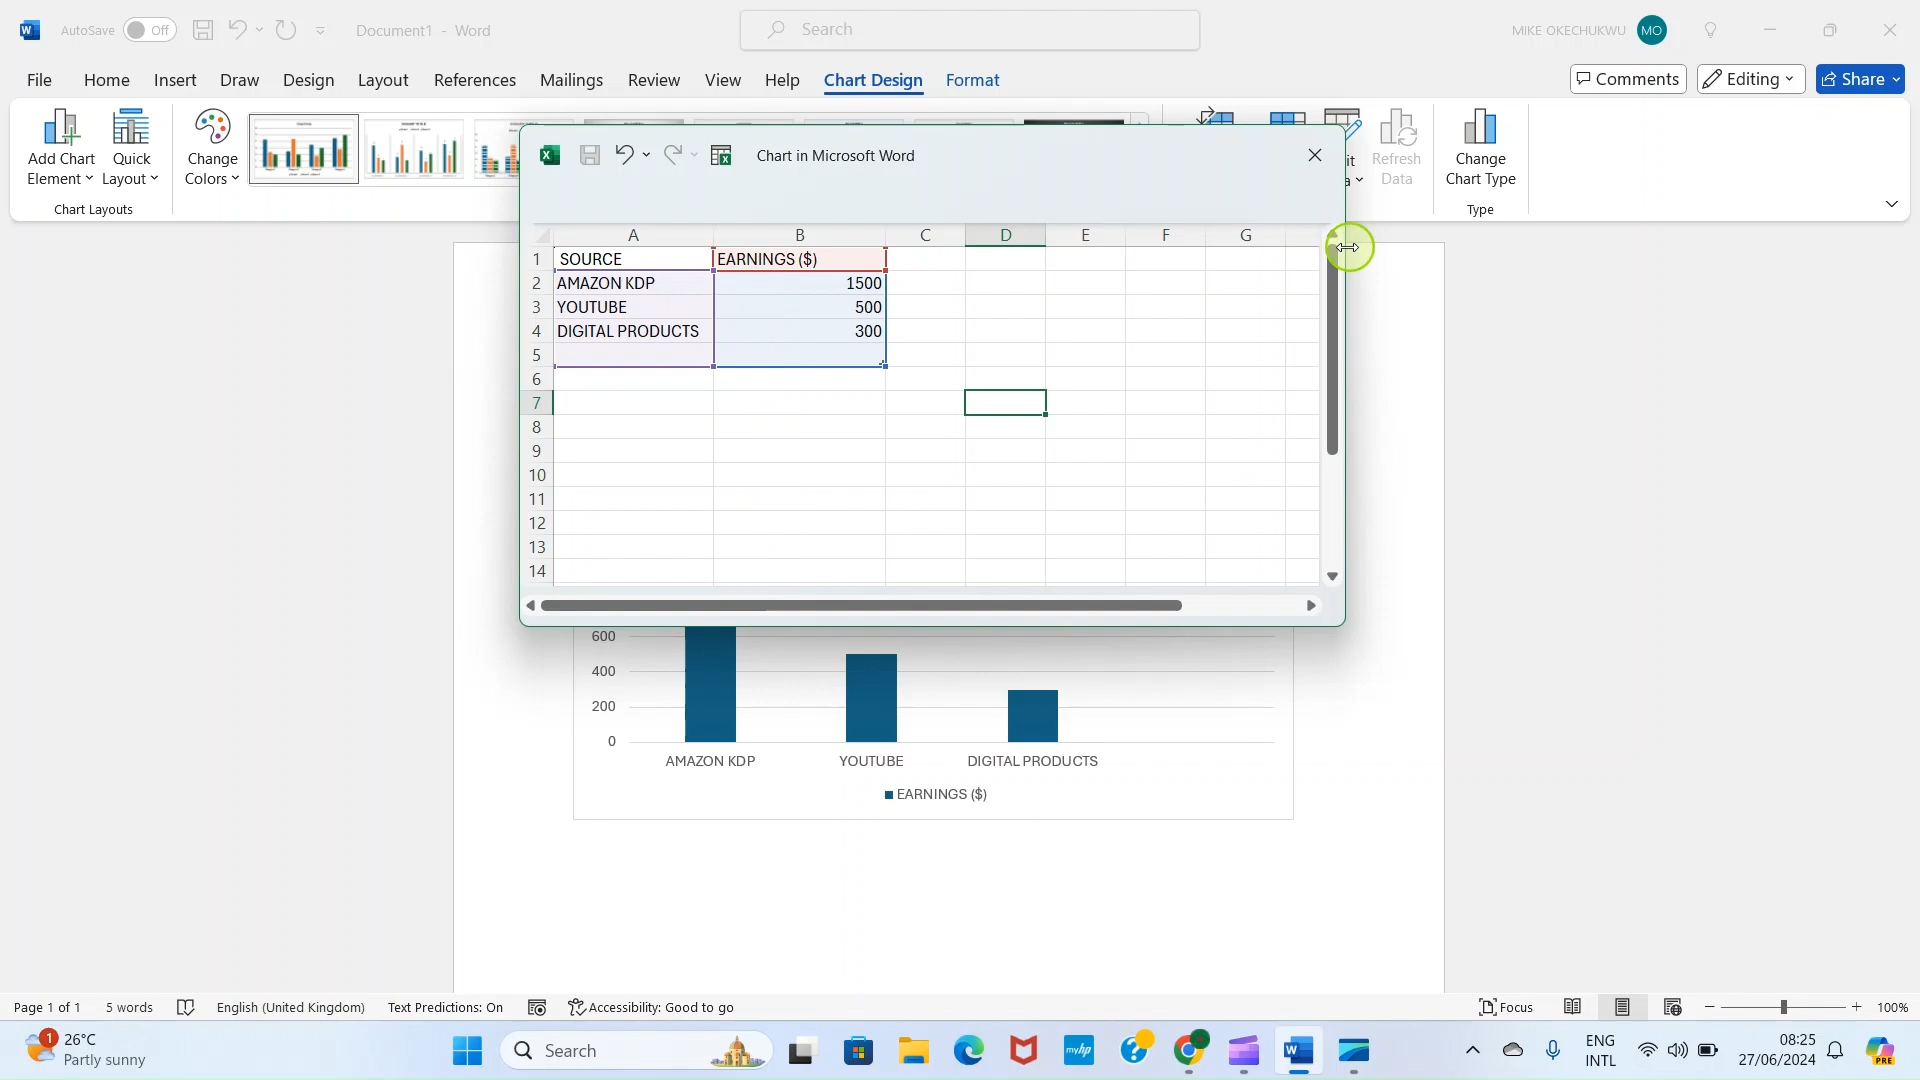 AutoSave Off Document1 - Word Search MIKE OKECHUKWU MO
File Home Insert Draw Design Layout References Mailings Review View Help Chart Design Format Comments Editing Share
Add Chart Element
Quick Layout
Change Colors
Refresh Data
Change Chart Type
Chart Layouts
Type
Chart in Microsoft Word
A B C D E F G
1 SOURCE EARNINGS ($)
2 AMAZON KDP 1500
3 YOUTUBE 500
4 DIGITAL PRODUCTS 300
5
6
7
8
9
10
11
12
13
14
600
400
200
0
AMAZON KDP YOUTUBE DIGITAL PRODUCTS
EARNINGS ($)
Page 1 of 1 5 words English (United Kingdom) Text Predictions: On Accessibility: Good to go Focus 100%
1 26°C
Partly sunny
Search
myhp
ENG
INTL
08:25
27/06/2024
PRE